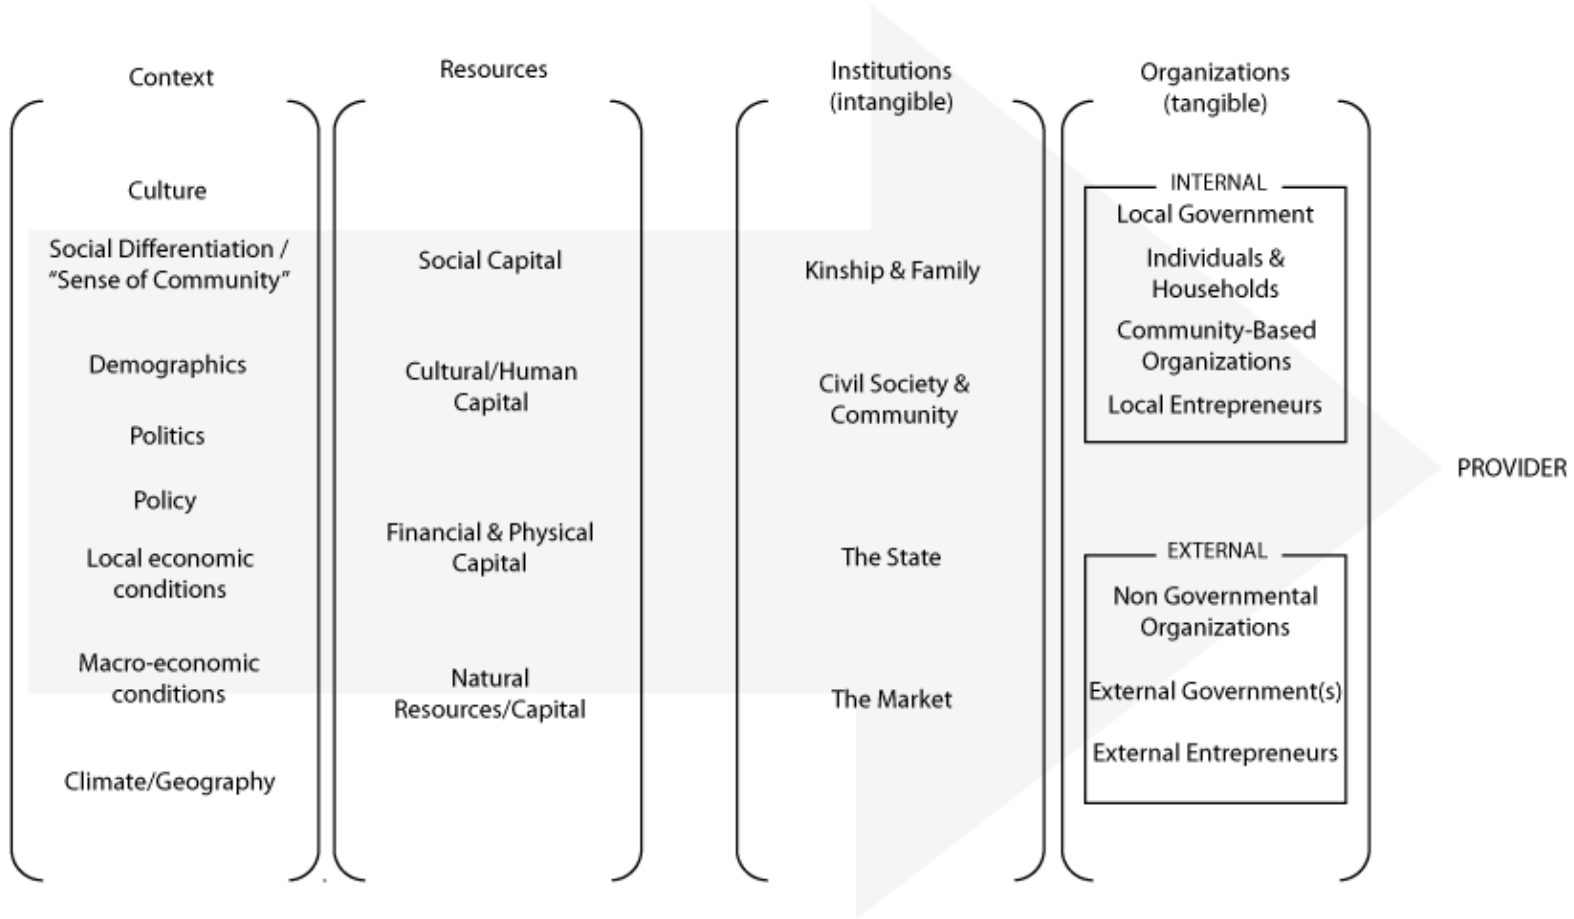 Context
Culture
Social Differentiation /
“Sense of Community”
Demographics
Politics
Policy
Local economic
conditions
Macro-economic
conditions
Climate/Geography
Resources
Social Capital
Cultural/Human
Capital
Financial & Physical
Capital
Natural
Resources/Capital
Institutions
(intangible)
Kinship & Family
Civil Society &
Community
The State
The Market
Organizations
(tangible)
INTERNAL
Local Government
Individuals &
Households
Community-Based
Organizations
Local Entrepreneurs
EXTERNAL
Non Governmental
Organizations
External Government(s)
External Entrepreneurs
PROVIDER